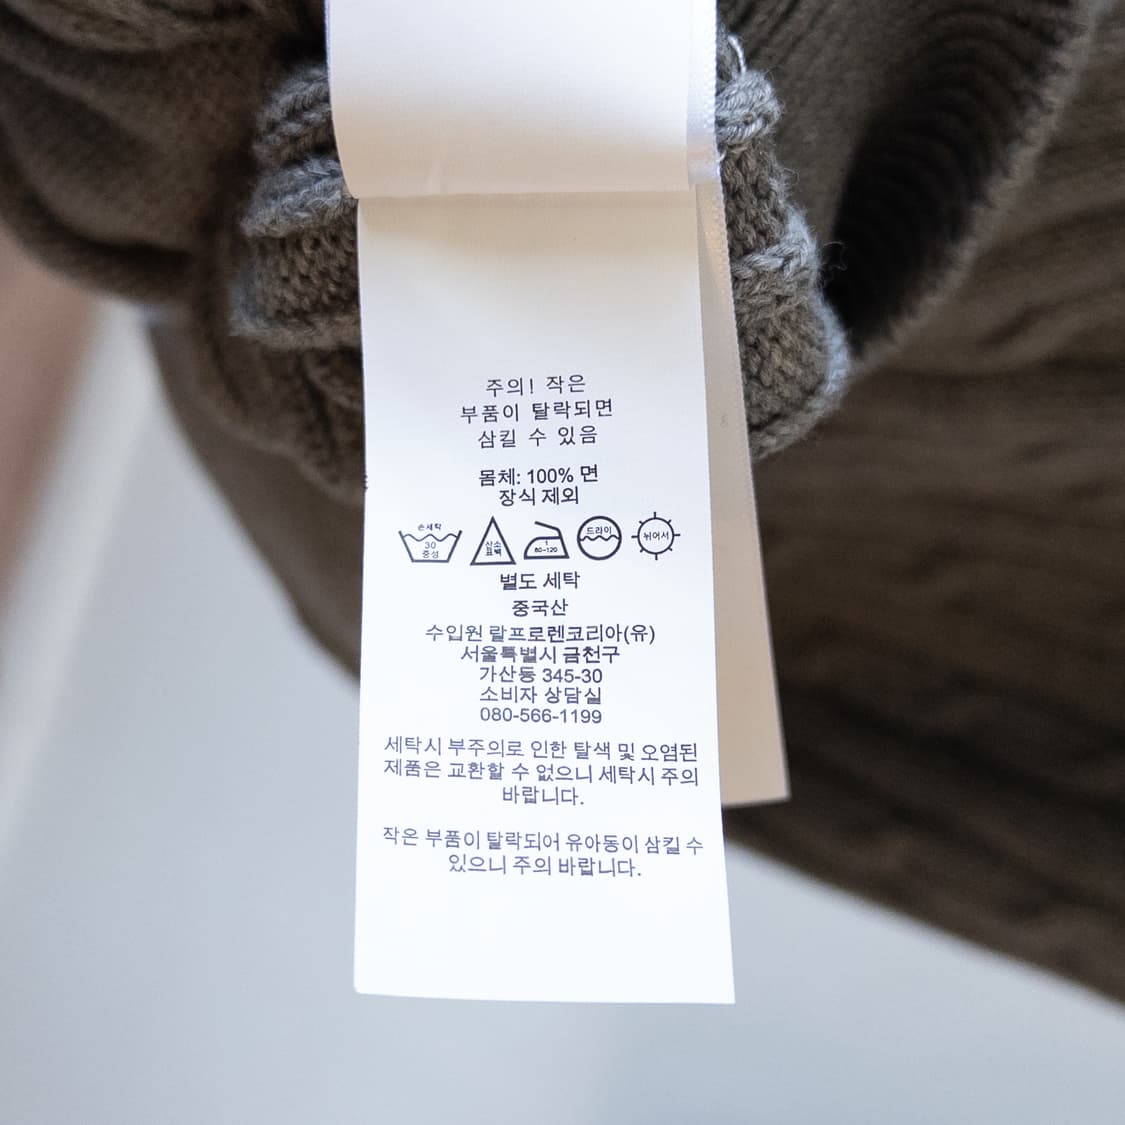 주의! 작은
부품이 탈락되면
삼킬 수 있음
몸체: 100% 면
장식 제외
손세탁
30
중성
산소
표백
1
80~120
드라이
뉘어서
별도 세탁
중국산
수입원 랄프로렌코리아(유)
서울특별시 금천구
가산동 345-30
소비자 상담실
080-566-1199
세탁시 부주의로 인한 탈색 및 오염된
제품은 교환할 수 없으니 세탁시 주의
바랍니다.
작은 부품이 탈락되어 유아동이 삼킬 수
있으니 주의 바랍니다.